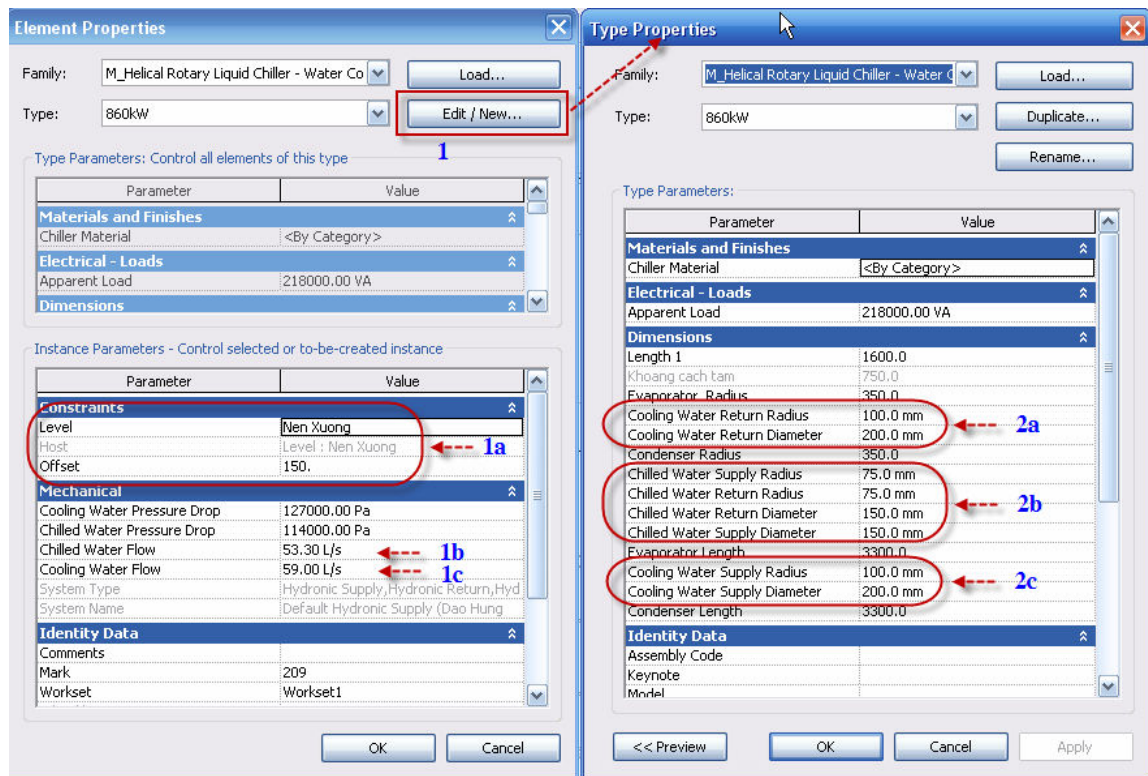 Element Properties
Family: M_Helical Rotary Liquid Chiller - Water Co Load...
Type: 860kW Edit / New...
1
Type Parameters: Control all elements of this type
Parameter Value
Materials and Finishes
Chiller Material <By Category>
Electrical - Loads
Apparent Load 218000.00 VA
Dimensions
Instance Parameters - Control selected or to-be-created instance
Parameter Value
Constraints
Level Nen Xuong
Host Level : Nen Xuong 1a
Offset 150.
Mechanical
Cooling Water Pressure Drop 127000.00 Pa
Chilled Water Pressure Drop 114000.00 Pa
Chilled Water Flow 53.30 L/s 1b
Cooling Water Flow 59.00 L/s 1c
System Type Hydronic Supply,Hydronic Return,Hyd
System Name Default Hydronic Supply (Dao Hung
Identity Data
Comments
Mark 209
Workset Workset1
OK Cancel
Type Properties
Family: M_Helical Rotary Liquid Chiller - Water C Load...
Type: 860kW Duplicate...
Rename...
Type Parameters:
Parameter Value
Materials and Finishes
Chiller Material <By Category>
Electrical - Loads
Apparent Load 218000.00 VA
Dimensions
Length 1 1600.0
Khoang cach tam 750.0
Evaporator Radius 350.0
Cooling Water Return Radius 100.0 mm
Cooling Water Return Diameter 200.0 mm
2a
Condenser Radius 350.0
Chilled Water Supply Radius 75.0 mm
Chilled Water Return Radius 75.0 mm
Chilled Water Return Diameter 150.0 mm
Chilled Water Supply Diameter 150.0 mm
2b
Evaporator Length 3300.0
Cooling Water Supply Radius 100.0 mm
Cooling Water Supply Diameter 200.0 mm
2c
Condenser Length 3300.0
Identity Data
Assembly Code
Keynote
Model
<< Preview OK Cancel Apply